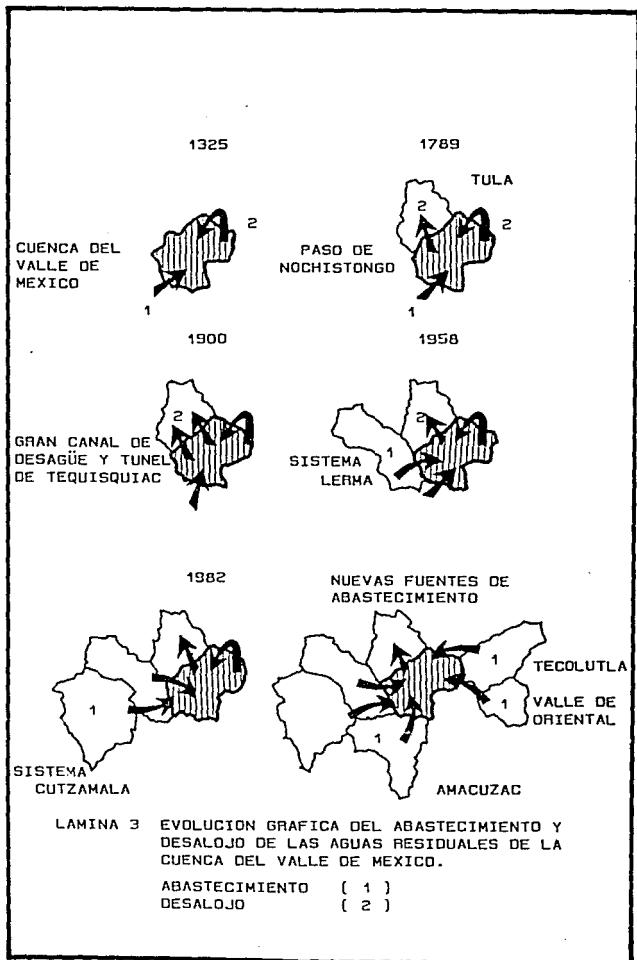 1325
2
CUENCA DEL
VALLE DE
MEXICO
1
1789
TULA
2
2
PASO DE
NOCHISTONGO
1
1900
2
GRAN CANAL DE
DESAGÜE Y TUNEL
DE TEQUISQUIAC
1958
2
1
SISTEMA
LERMA
1982
1
SISTEMA
CUTZAMALA
NUEVAS FUENTES DE
ABASTECIMIENTO
1
TECOLUTLA
1
VALLE DE
ORIENTAL
1
AMACUZAC
LAMINA 3 EVOLUCION GRAFICA DEL ABASTECIMIENTO Y
DESALOJO DE LAS AGUAS RESIDUALES DE LA
CUENCA DEL VALLE DE MEXICO.
ABASTECIMIENTO ( 1 )
DESALOJO ( 2 )